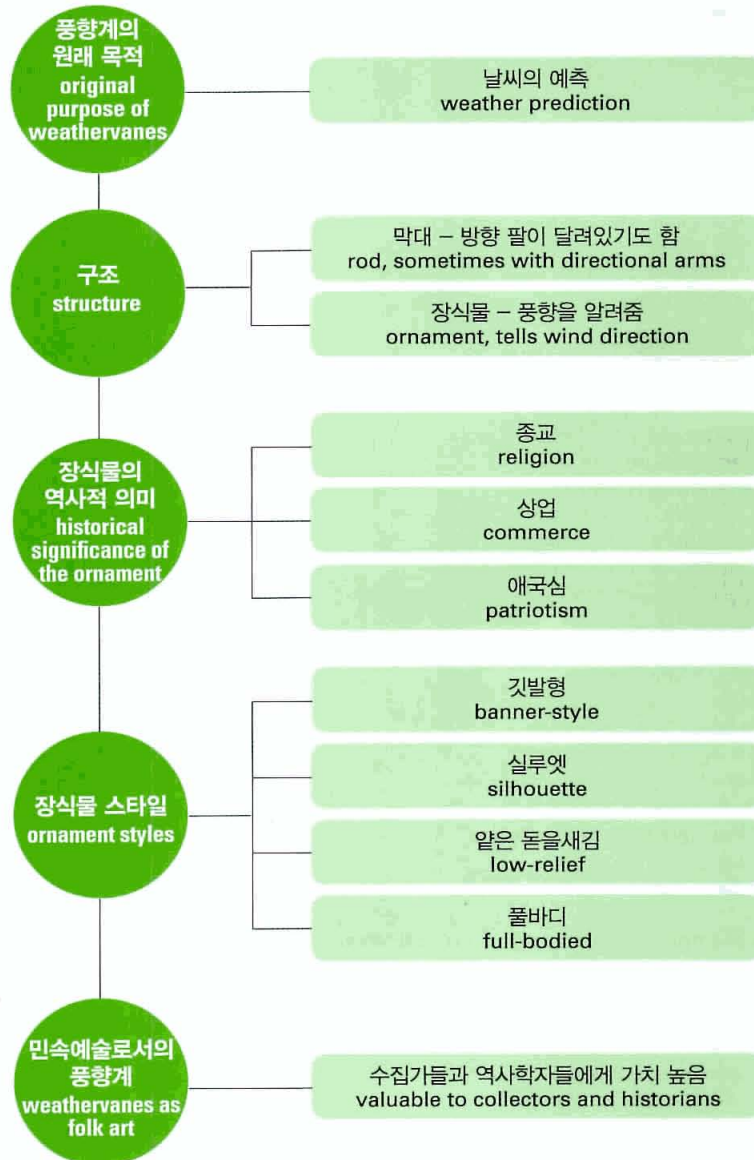 풍향계의
원래 목적
original
purpose of
weathervanes
날씨의 예측
weather prediction
구조
structure
막대 – 방향 팔이 달려있기도 함
rod, sometimes with directional arms
장식물 – 풍향을 알려줌
ornament, tells wind direction
장식물의
역사적 의미
historical
significance of
the ornament
종교
religion
상업
commerce
애국심
patriotism
장식물 스타일
ornament styles
깃발형
banner-style
실루엣
silhouette
얕은 돋을새김
low-relief
풀바디
full-bodied
민속예술로서의
풍향계
weathervanes as
folk art
수집가들과 역사학자들에게 가치 높음
valuable to collectors and historians